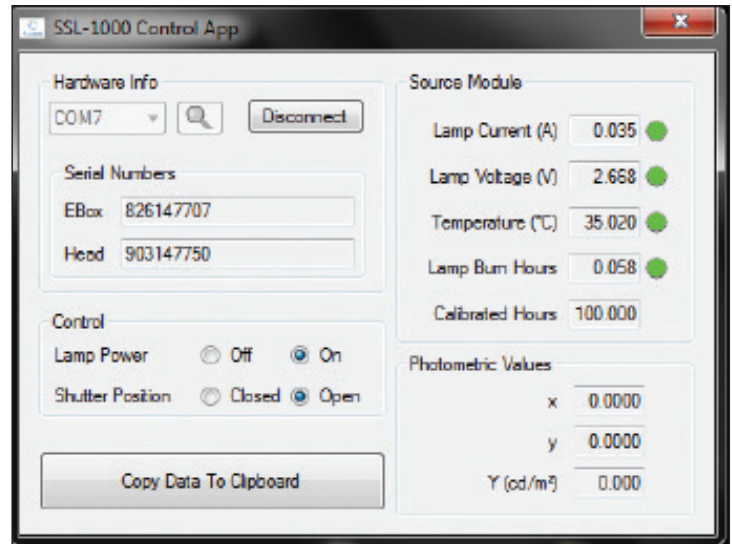 SSL-1000 Control App
Hardware Info
COM7
Disconnect
Serial Numbers
EBox 826147707
Head 903147750
Control
Lamp Power Off On
Shutter Position Closed Open
Copy Data To Clipboard
Source Module
Lamp Current (A) 0.035
Lamp Voltage (V) 2.668
Temperature (°C) 35.020
Lamp Burn Hours 0.058
Calibrated Hours 100.000
Photometric Values
x 0.0000
y 0.0000
Y (cd/m²) 0.000